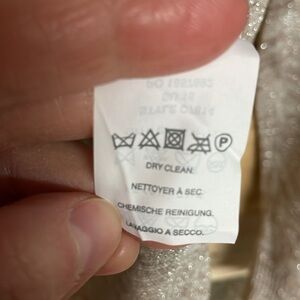 P
DRY CLEAN.
NETTOYER À SEC.
CHEMISCHE REINIGUNG.
LAVAGGIO A SECCO.